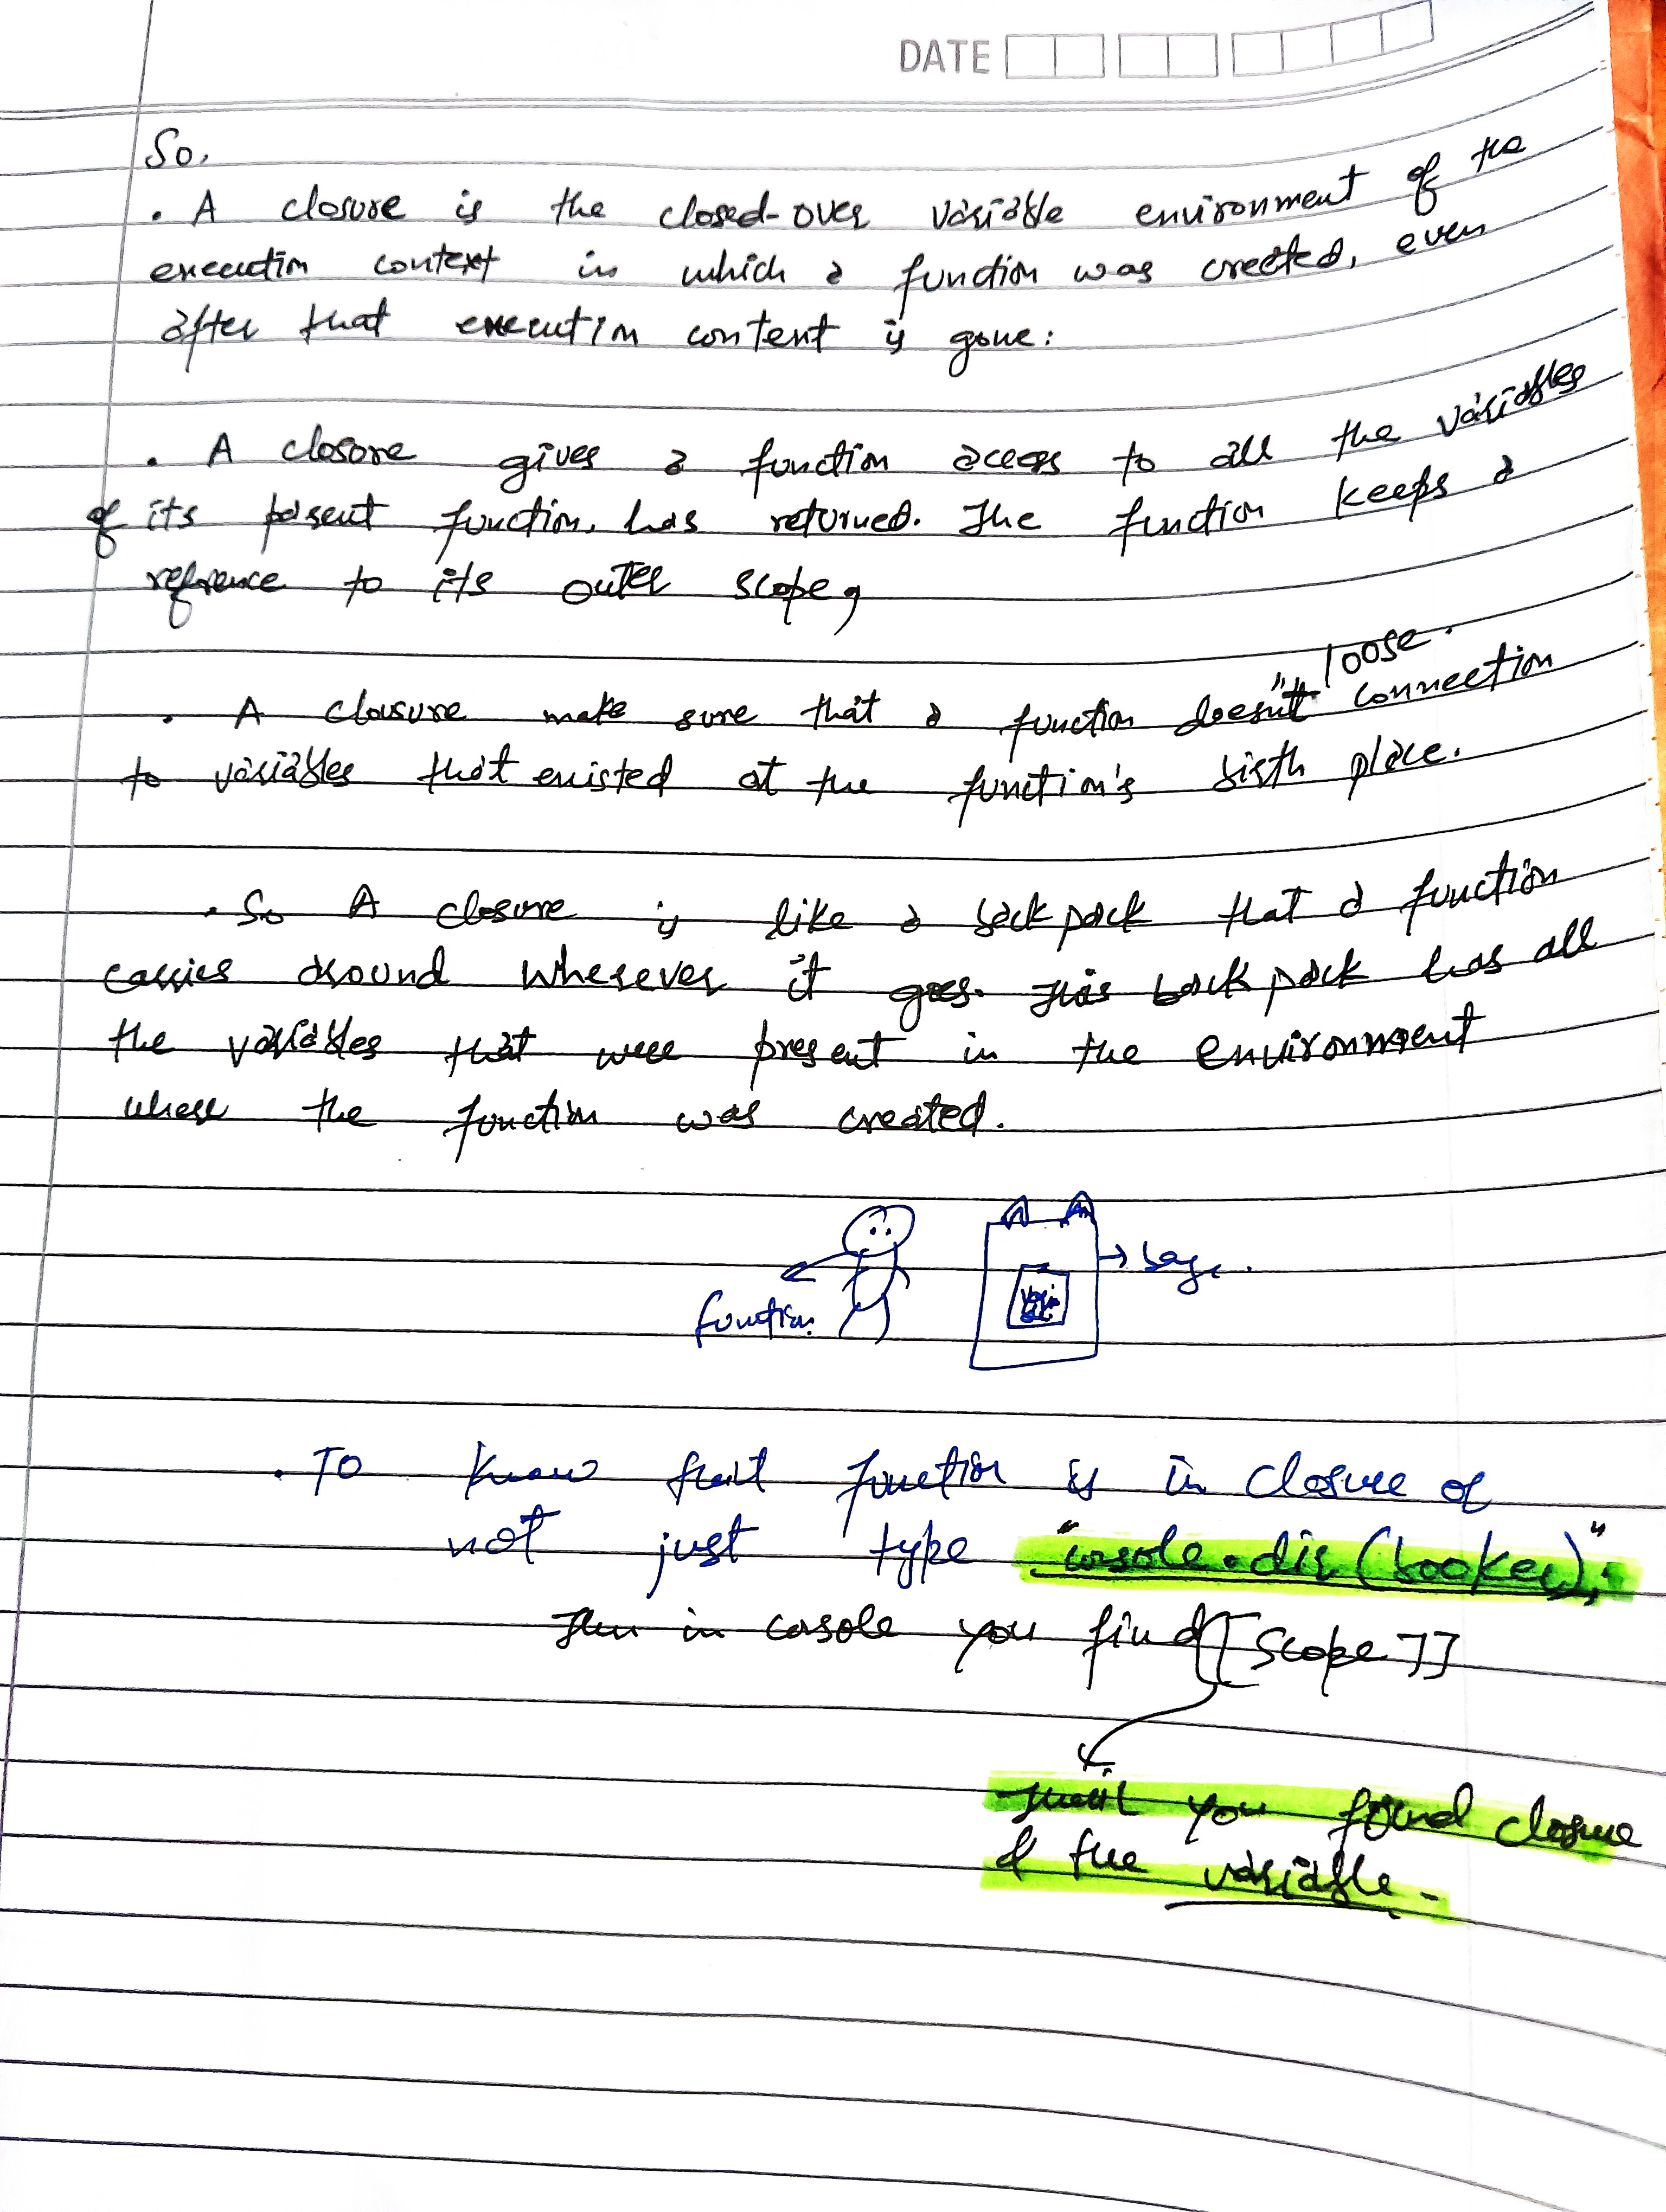 DATE
So,
. A closure is the closed-over variable environment of the
execution context in which a function was created, even
after that execution content is gone:
. A closore gives a function access to all the variables
of its parent function, has returned. The function keeps a
refrence to its outer scope,
loose.
. A closure make sure that a function doesn't connection
to variables that existed at the function's birth place.
. So A closure is like a back pack that a function
carries around wherever it goes. This back pack has all
the variables that were present in the environment
where the function was created.
→ bag.
function
. To know that function is in closure or
not just type "console.dir(booker);"
Then in console you find [[Scope]]
you found closure
of the variable.